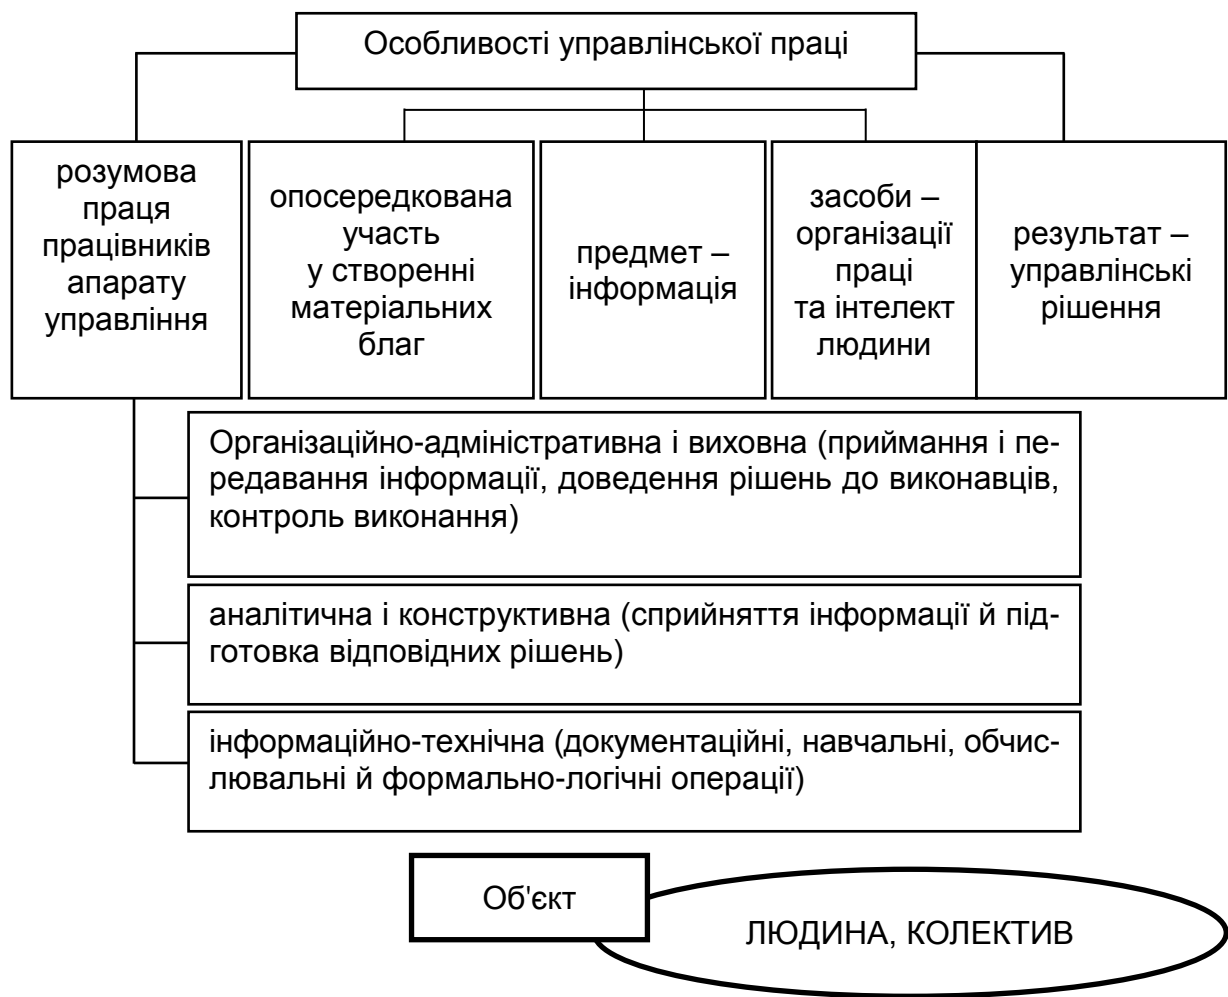 Особливості управлінської праці
розумова
праця
працівників
апарату
управління
опосередкована
участь
у створенні
матеріальних
благ
предмет –
інформація
засоби –
організації
праці
та інтелект
людини
результат –
управлінські
рішення
Організаційно-адміністративна і виховна (приймання і пе-
редавання інформації, доведення рішень до виконавців,
контроль виконання)
аналітична і конструктивна (сприйняття інформації й під-
готовка відповідних рішень)
інформаційно-технічна (документаційні, навчальні, обчис-
лювальні й формально-логічні операції)
Об'єкт
ЛЮДИНА, КОЛЕКТИВ